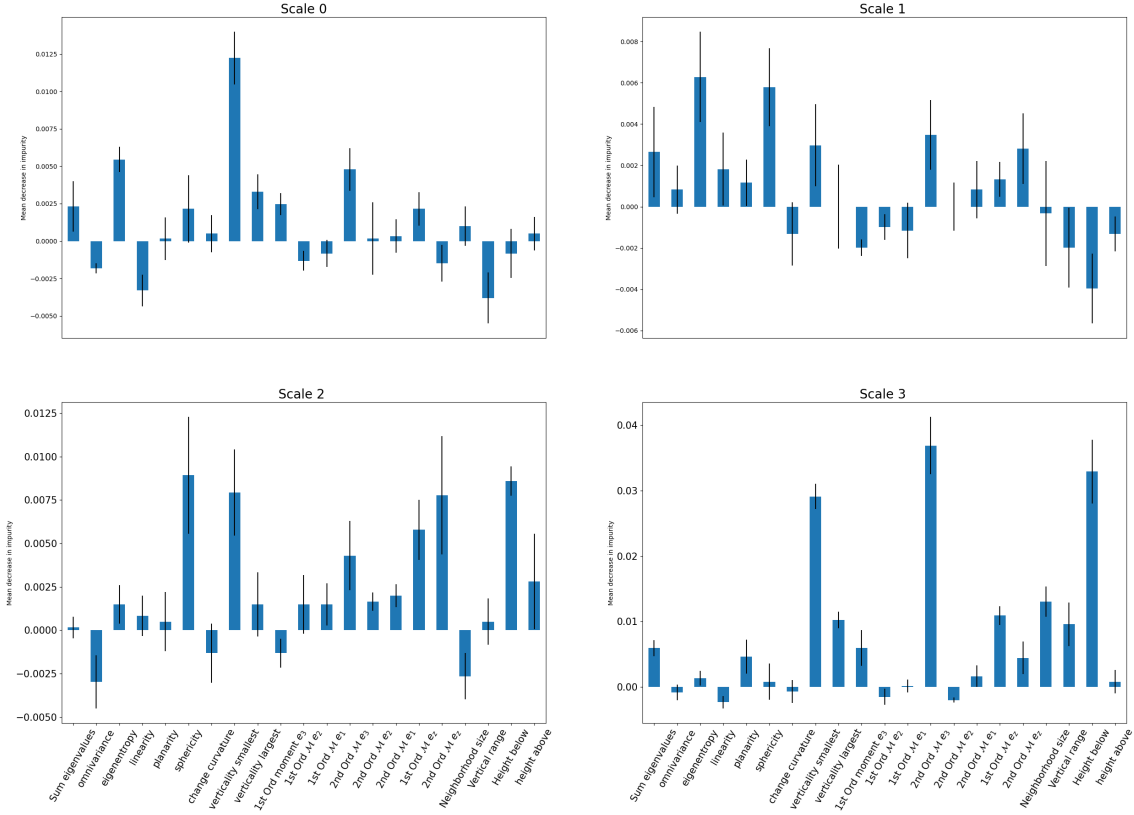 Scale 0
Mean decrease in impurity
0.0125
0.0100
0.0075
0.0050
0.0025
0.0000
−0.0025
−0.0050
Scale 1
Mean decrease in impurity
0.008
0.006
0.004
0.002
0.000
−0.002
−0.004
−0.006
Scale 2
Mean decrease in impurity
0.0125
0.0100
0.0075
0.0050
0.0025
0.0000
−0.0025
−0.0050
Sum eigenvalues
omnivariance
eigenentropy
linearity
planarity
sphericity
change curvature
verticality smallest
verticality largest
1st Ord moment e₃
1st Ord ℳ e₂
1st Ord ℳ e₁
2nd Ord ℳ e₃
2nd Ord ℳ e₂
2nd Ord ℳ e₁
1st Ord ℳ e𝓏
2nd Ord ℳ e𝓏
Neighborhood size
Vertical range
Height below
height above
Scale 3
Mean decrease in impurity
0.04
0.03
0.02
0.01
0.00
Sum eigenvalues
omnivariance
eigenentropy
linearity
planarity
sphericity
change curvature
verticality smallest
verticality largest
1st Ord moment e₃
1st Ord ℳ e₂
1st Ord ℳ e₁
2nd Ord ℳ e₃
2nd Ord ℳ e₂
2nd Ord ℳ e₁
1st Ord ℳ e𝓏
2nd Ord ℳ e𝓏
Neighborhood size
Vertical range
Height below
height above